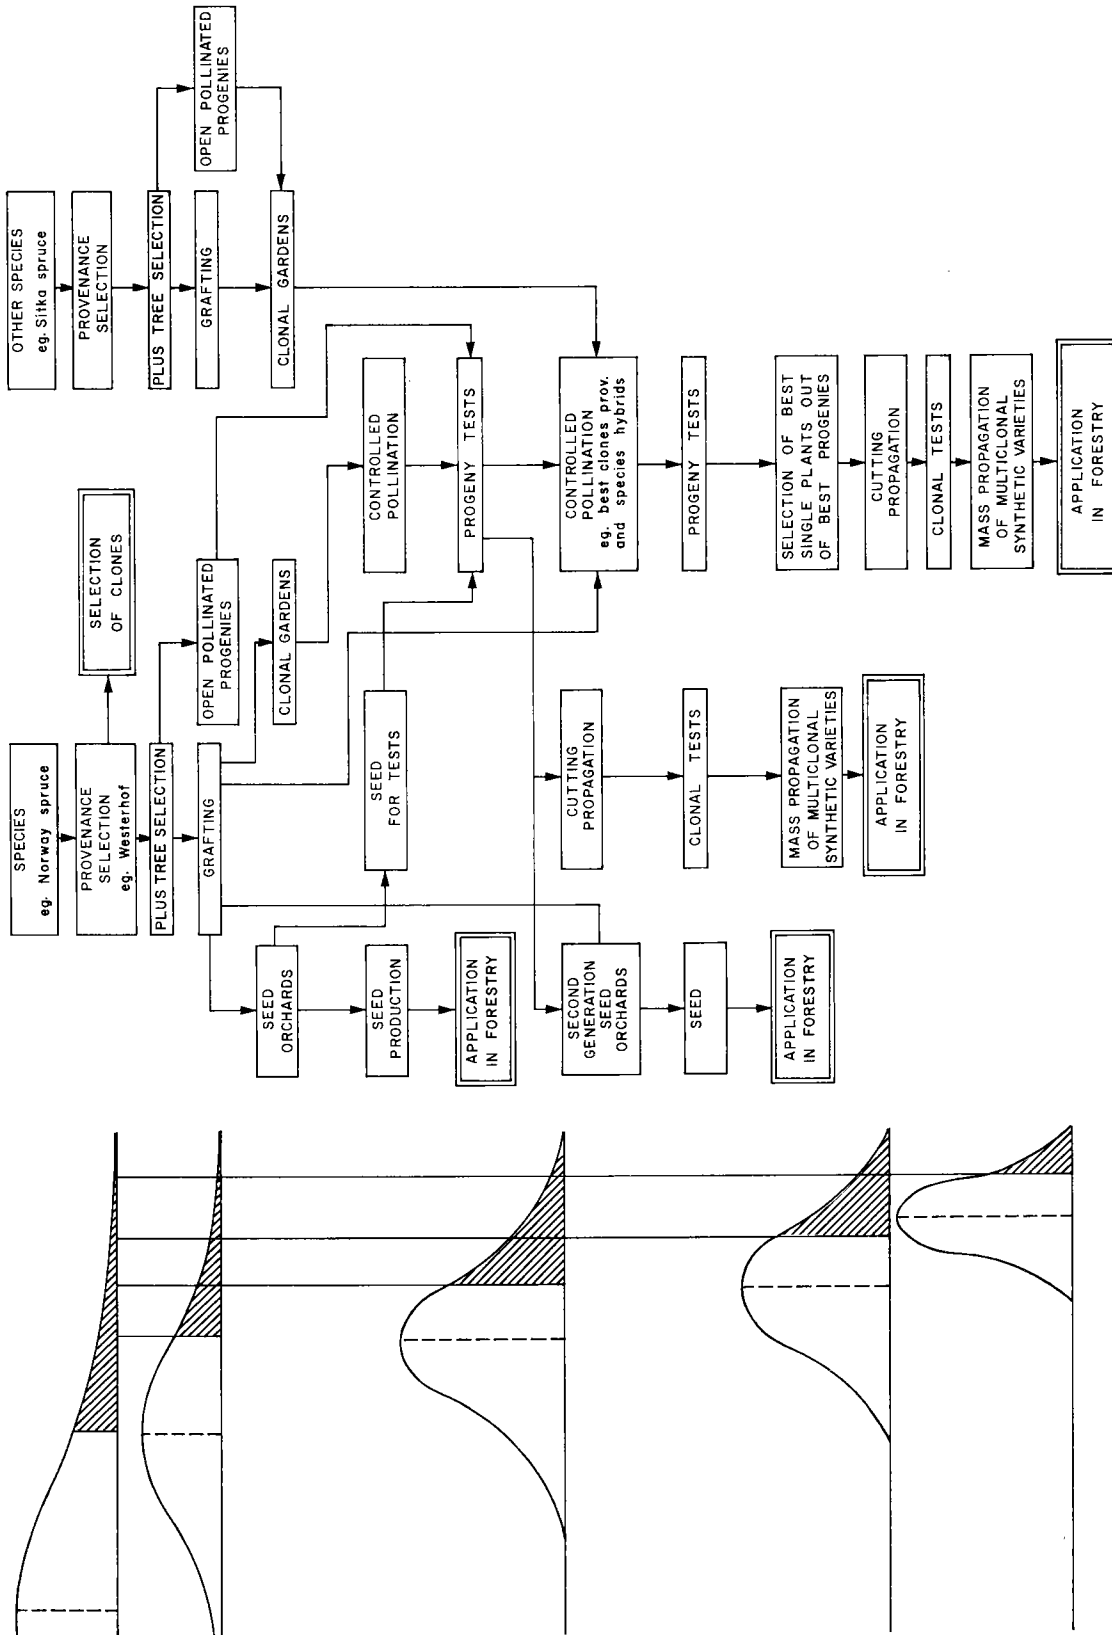 SPECIES
eg. Norway spruce
PROVENANCE
SELECTION
eg. Westerhof
SELECTION
OF CLONES
PLUS TREE SELECTION
OPEN POLLINATED
PROGENIES
GRAFTING
CLONAL GARDENS
SEED
ORCHARDS
SEED
FOR TESTS
CONTROLLED
POLLINATION
SEED
PRODUCTION
APPLICATION
IN FORESTRY
PROGENY TESTS
OTHER SPECIES
eg. Sitka spruce
PROVENANCE
SELECTION
PLUS TREE SELECTION
OPEN POLLINATED
PROGENIES
GRAFTING
CLONAL GARDENS
SECOND
GENERATION
SEED
ORCHARDS
SEED
APPLICATION
IN FORESTRY
CUTTING
PROPAGATION
CLONAL TESTS
MASS PROPAGATION
OF MULTICLONAL
SYNTHETIC VARIETIES
APPLICATION
IN FORESTRY
CONTROLLED
POLLINATION
eg. best clones prov.
and species hybrids
PROGENY TESTS
SELECTION OF BEST
SINGLE PLANTS OUT
OF BEST PROGENIES
CUTTING
PROPAGATION
CLONAL TESTS
MASS PROPAGATION
OF MULTICLONAL
SYNTHETIC VARIETIES
APPLICATION
IN FORESTRY